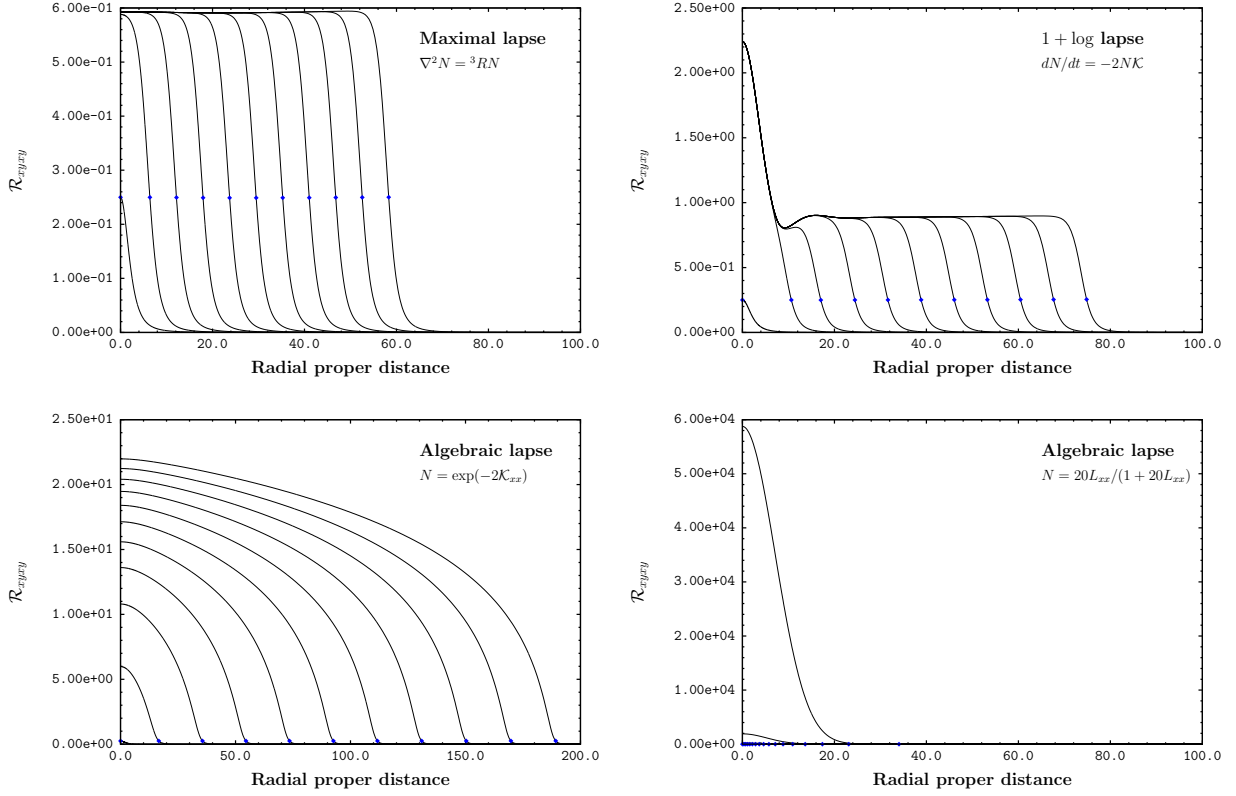 6.00e−01
5.00e−01
4.00e−01
3.00e−01
2.00e−01
1.00e−01
0.00e+00
0.0 20.0 40.0 60.0 80.0 100.0
Radial proper distance
ℛxyxy
Maximal lapse
∇²N = ³RN
2.50e+00
2.00e+00
1.50e+00
1.00e+00
5.00e−01
0.00e+00
0.0 20.0 40.0 60.0 80.0 100.0
Radial proper distance
ℛxyxy
1 + log lapse
dN/dt = −2N𝒦
2.50e+01
2.00e+01
1.50e+01
1.00e+01
5.00e+00
0.00e+00
0.0 50.0 100.0 150.0 200.0
Radial proper distance
ℛxyxy
Algebraic lapse
N = exp(−2𝒦xx)
6.00e+04
5.00e+04
4.00e+04
3.00e+04
2.00e+04
1.00e+04
0.00e+00
0.0 20.0 40.0 60.0 80.0 100.0
Radial proper distance
ℛxyxy
Algebraic lapse
N = 20Lxx/(1 + 20Lxx)